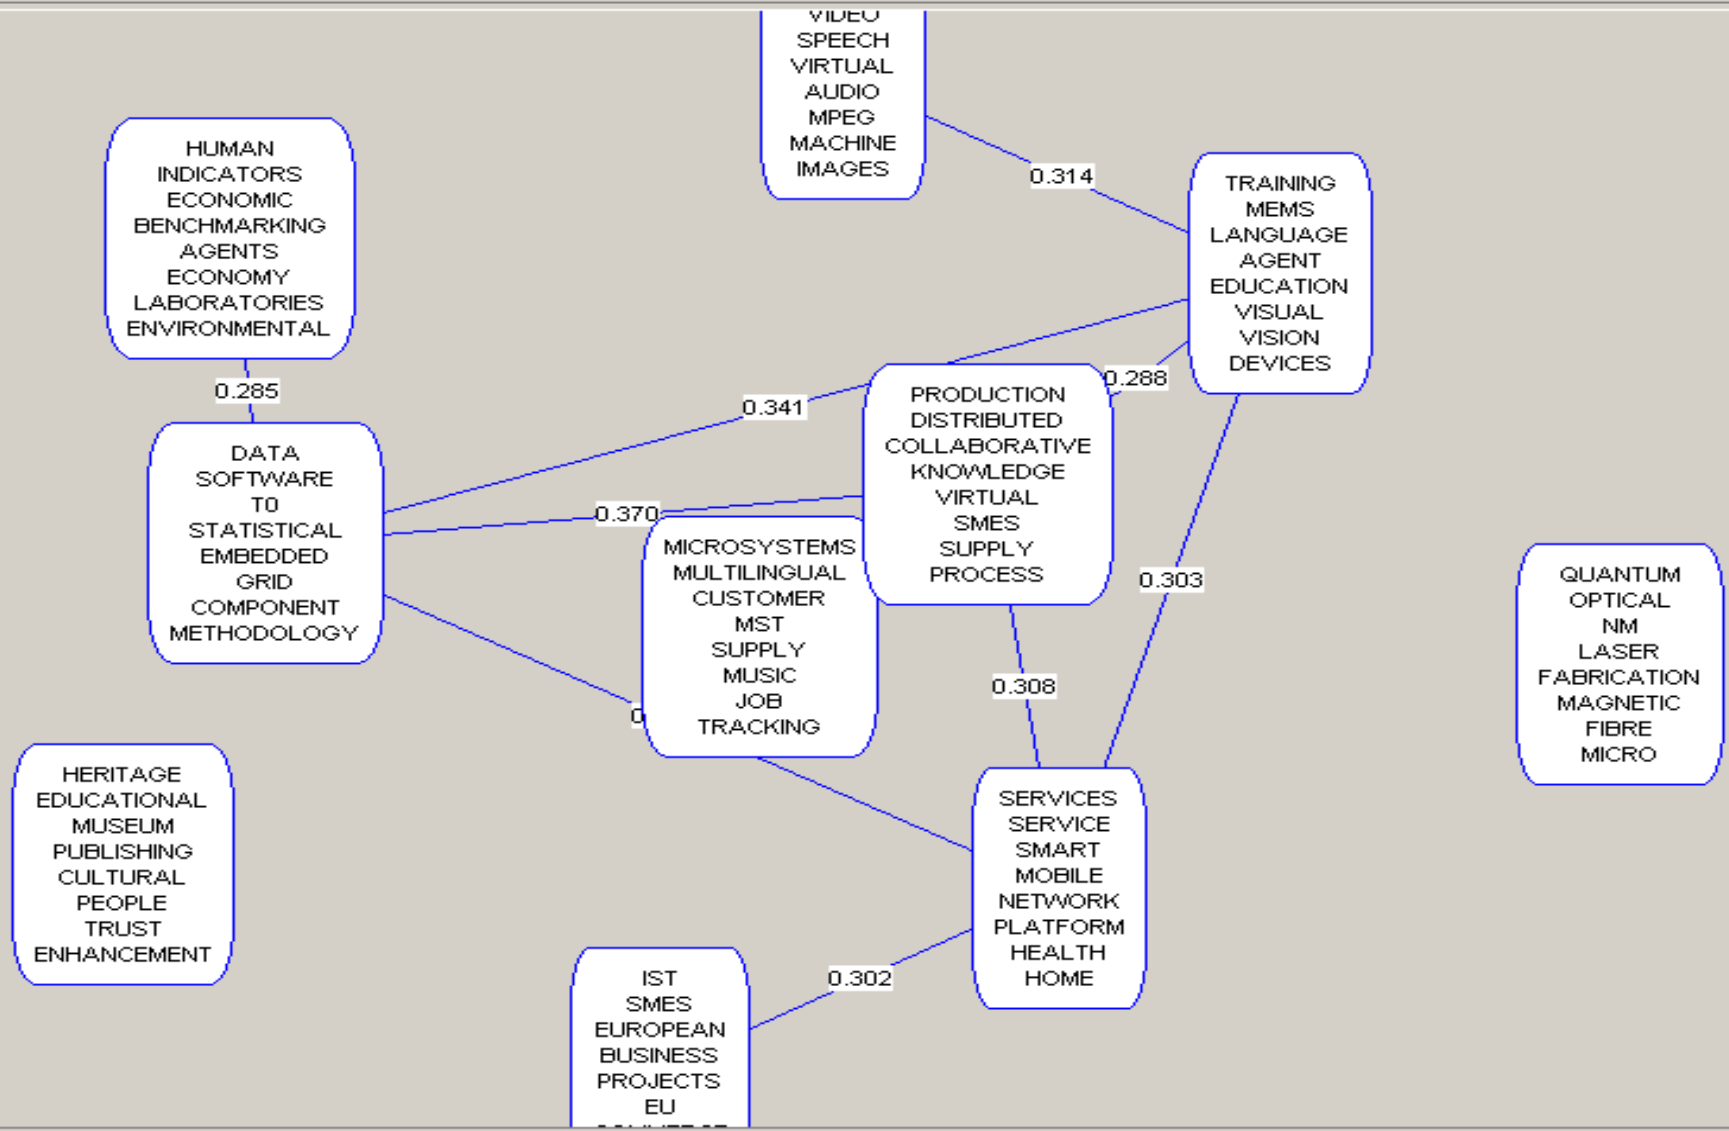 VIDEO
SPEECH
VIRTUAL
AUDIO
MPEG
MACHINE
IMAGES
HUMAN
INDICATORS
ECONOMIC
BENCHMARKING
AGENTS
ECONOMY
LABORATORIES
ENVIRONMENTAL
0.314
TRAINING
MEMS
LANGUAGE
AGENT
EDUCATION
VISUAL
VISION
DEVICES
0.285
0.341
0.288
DATA
SOFTWARE
T0
STATISTICAL
EMBEDDED
GRID
COMPONENT
METHODOLOGY
0.370
PRODUCTION
DISTRIBUTED
COLLABORATIVE
KNOWLEDGE
VIRTUAL
SMES
SUPPLY
PROCESS
MICROSYSTEMS
MULTILINGUAL
CUSTOMER
MST
SUPPLY
MUSIC
JOB
TRACKING
0.303
0.308
0
QUANTUM
OPTICAL
NM
LASER
FABRICATION
MAGNETIC
FIBRE
MICRO
HERITAGE
EDUCATIONAL
MUSEUM
PUBLISHING
CULTURAL
PEOPLE
TRUST
ENHANCEMENT
SERVICES
SERVICE
SMART
MOBILE
NETWORK
PLATFORM
HEALTH
HOME
0.302
IST
SMES
EUROPEAN
BUSINESS
PROJECTS
EU